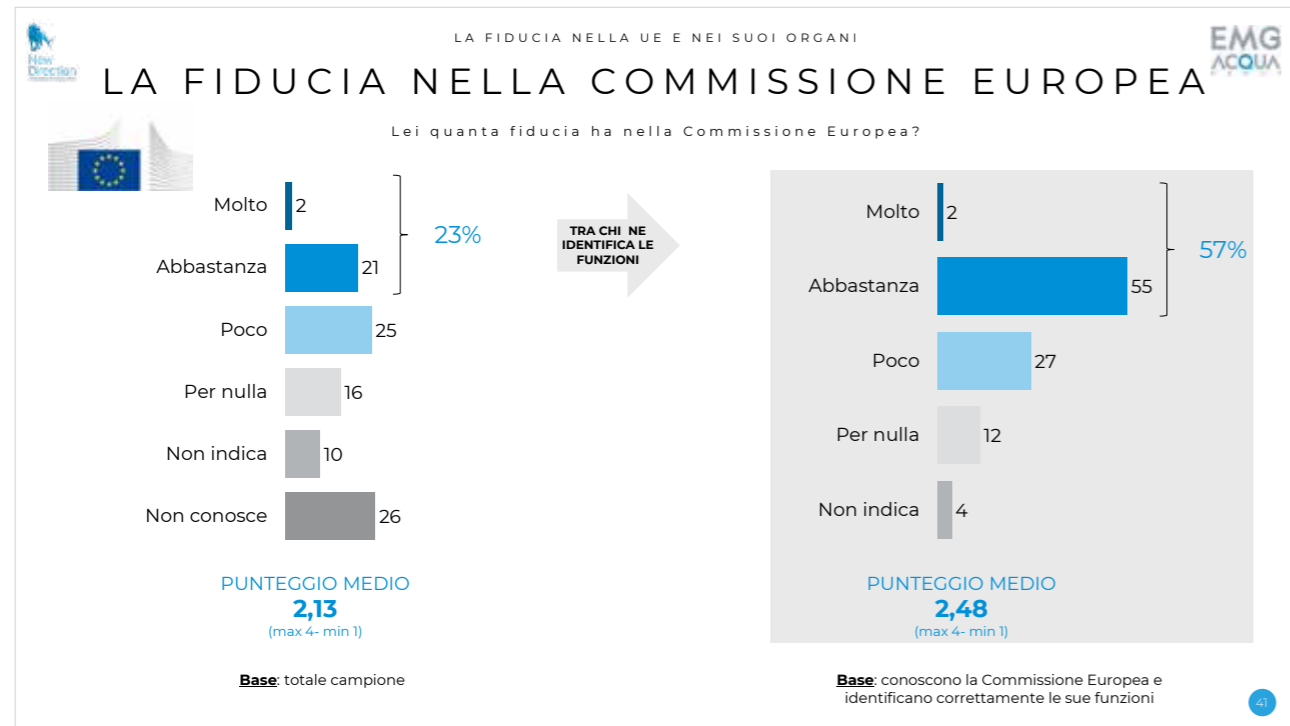 LA FIDUCIA NELLA UE E NEI SUOI ORGANI
New
Direction
EMG
ACQUA
LA FIDUCIA NELLA COMMISSIONE EUROPEA
Lei quanta fiducia ha nella Commissione Europea?
Molto 2
Abbastanza 21
23%
Poco 25
Per nulla 16
Non indica 10
Non conosce 26
PUNTEGGIO MEDIO
2,13
(max 4- min 1)
Base: totale campione
TRA CHI NE
IDENTIFICA LE
FUNZIONI
Molto 2
Abbastanza 55
57%
Poco 27
Per nulla 12
Non indica 4
PUNTEGGIO MEDIO
2,48
(max 4- min 1)
Base: conoscono la Commissione Europea e
identificano correttamente le sue funzioni
41